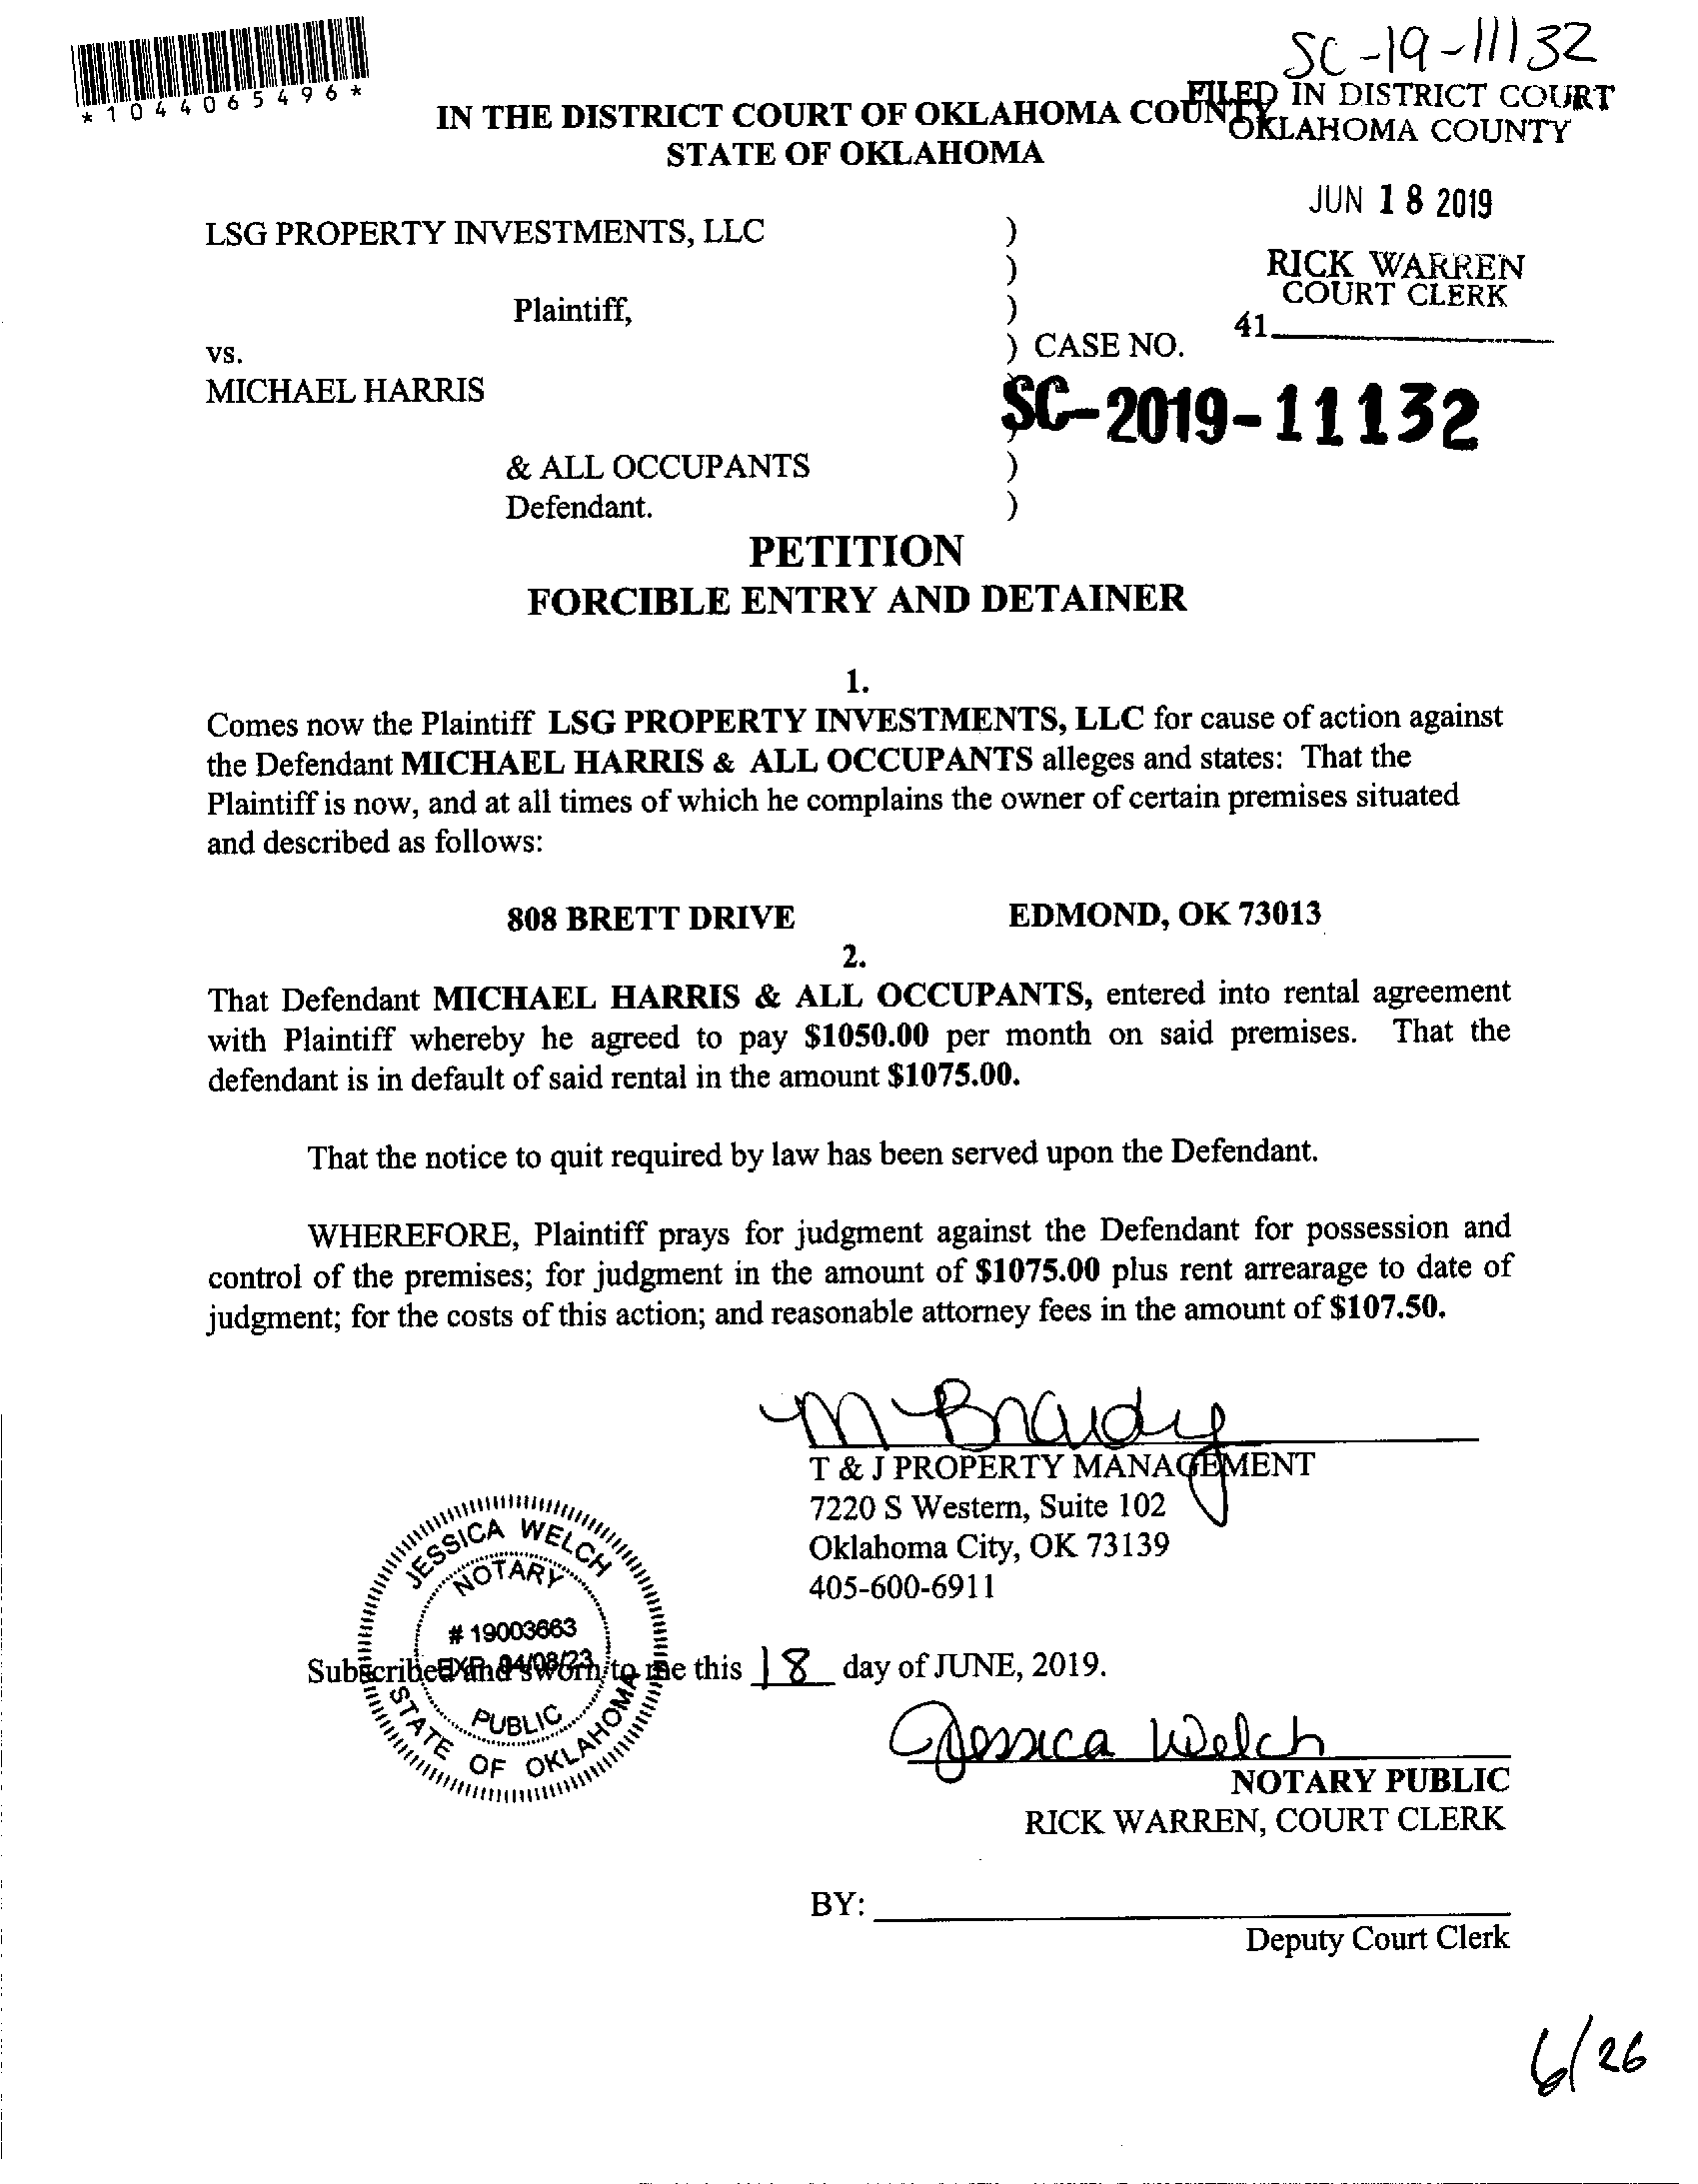 SC-19-11132
*1044065496*
FILED IN DISTRICT COURT
OKLAHOMA COUNTY
IN THE DISTRICT COURT OF OKLAHOMA COUNTY
STATE OF OKLAHOMA
JUN 18 2019
RICK WARREN
COURT CLERK
41
LSG PROPERTY INVESTMENTS, LLC )
)
Plaintiff, )
vs. ) CASE NO.
MICHAEL HARRIS )
SC-2019-11132
)
& ALL OCCUPANTS )
Defendant. )
PETITION
FORCIBLE ENTRY AND DETAINER
1.
Comes now the Plaintiff LSG PROPERTY INVESTMENTS, LLC for cause of action against
the Defendant MICHAEL HARRIS & ALL OCCUPANTS alleges and states: That the
Plaintiff is now, and at all times of which he complains the owner of certain premises situated
and described as follows:
808 BRETT DRIVE EDMOND, OK 73013
2.
That Defendant MICHAEL HARRIS & ALL OCCUPANTS, entered into rental agreement
with Plaintiff whereby he agreed to pay $1050.00 per month on said premises. That the
defendant is in default of said rental in the amount $1075.00.
That the notice to quit required by law has been served upon the Defendant.
WHEREFORE, Plaintiff prays for judgment against the Defendant for possession and
control of the premises; for judgment in the amount of $1075.00 plus rent arrearage to date of
judgment; for the costs of this action; and reasonable attorney fees in the amount of $107.50.
M Brandy
T & J PROPERTY MANAGEMENT
7220 S Western, Suite 102
Oklahoma City, OK 73139
405-600-6911
JESSICA WELCH
NOTARY
# 19003663
EXP. 04/08/23
PUBLIC
STATE OF OKLAHOMA
Subscribed and sworn to me this 18 day of JUNE, 2019.
Jessica Welch
NOTARY PUBLIC
RICK WARREN, COURT CLERK
BY:
Deputy Court Clerk
6/26